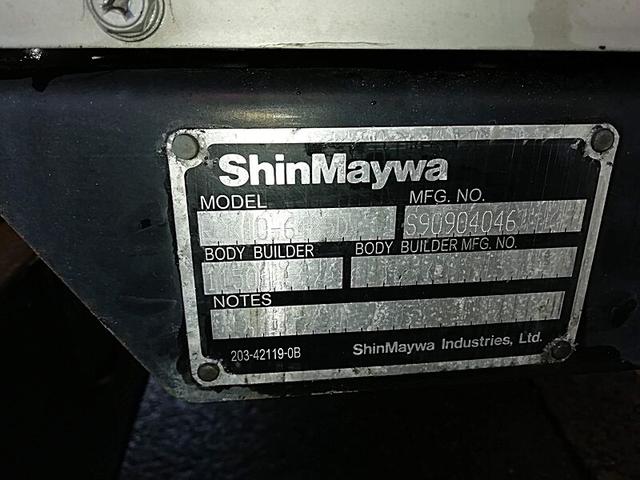 ShinMaywa
MODEL MFG. NO.
S90904046
BODY BUILDER BODY BUILDER MFG. NO.
NOTES
203-42119-0B ShinMaywa Industries, Ltd.